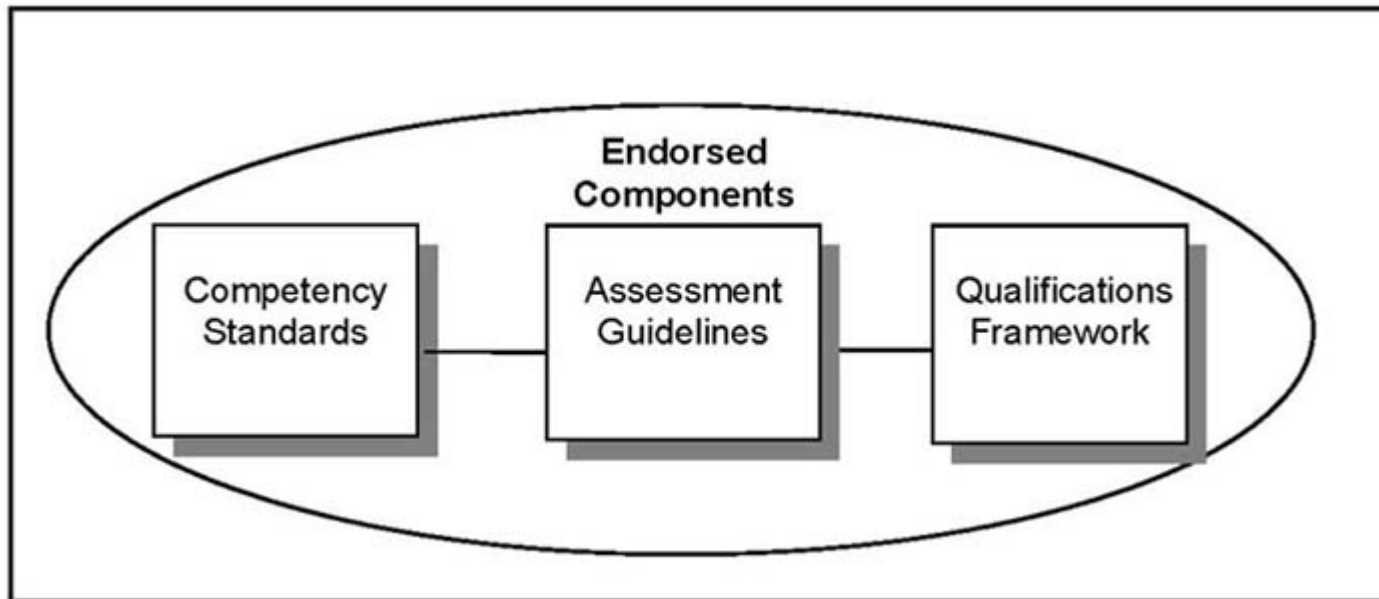 Endorsed
Components
Competency
Standards
Assessment
Guidelines
Qualifications
Framework